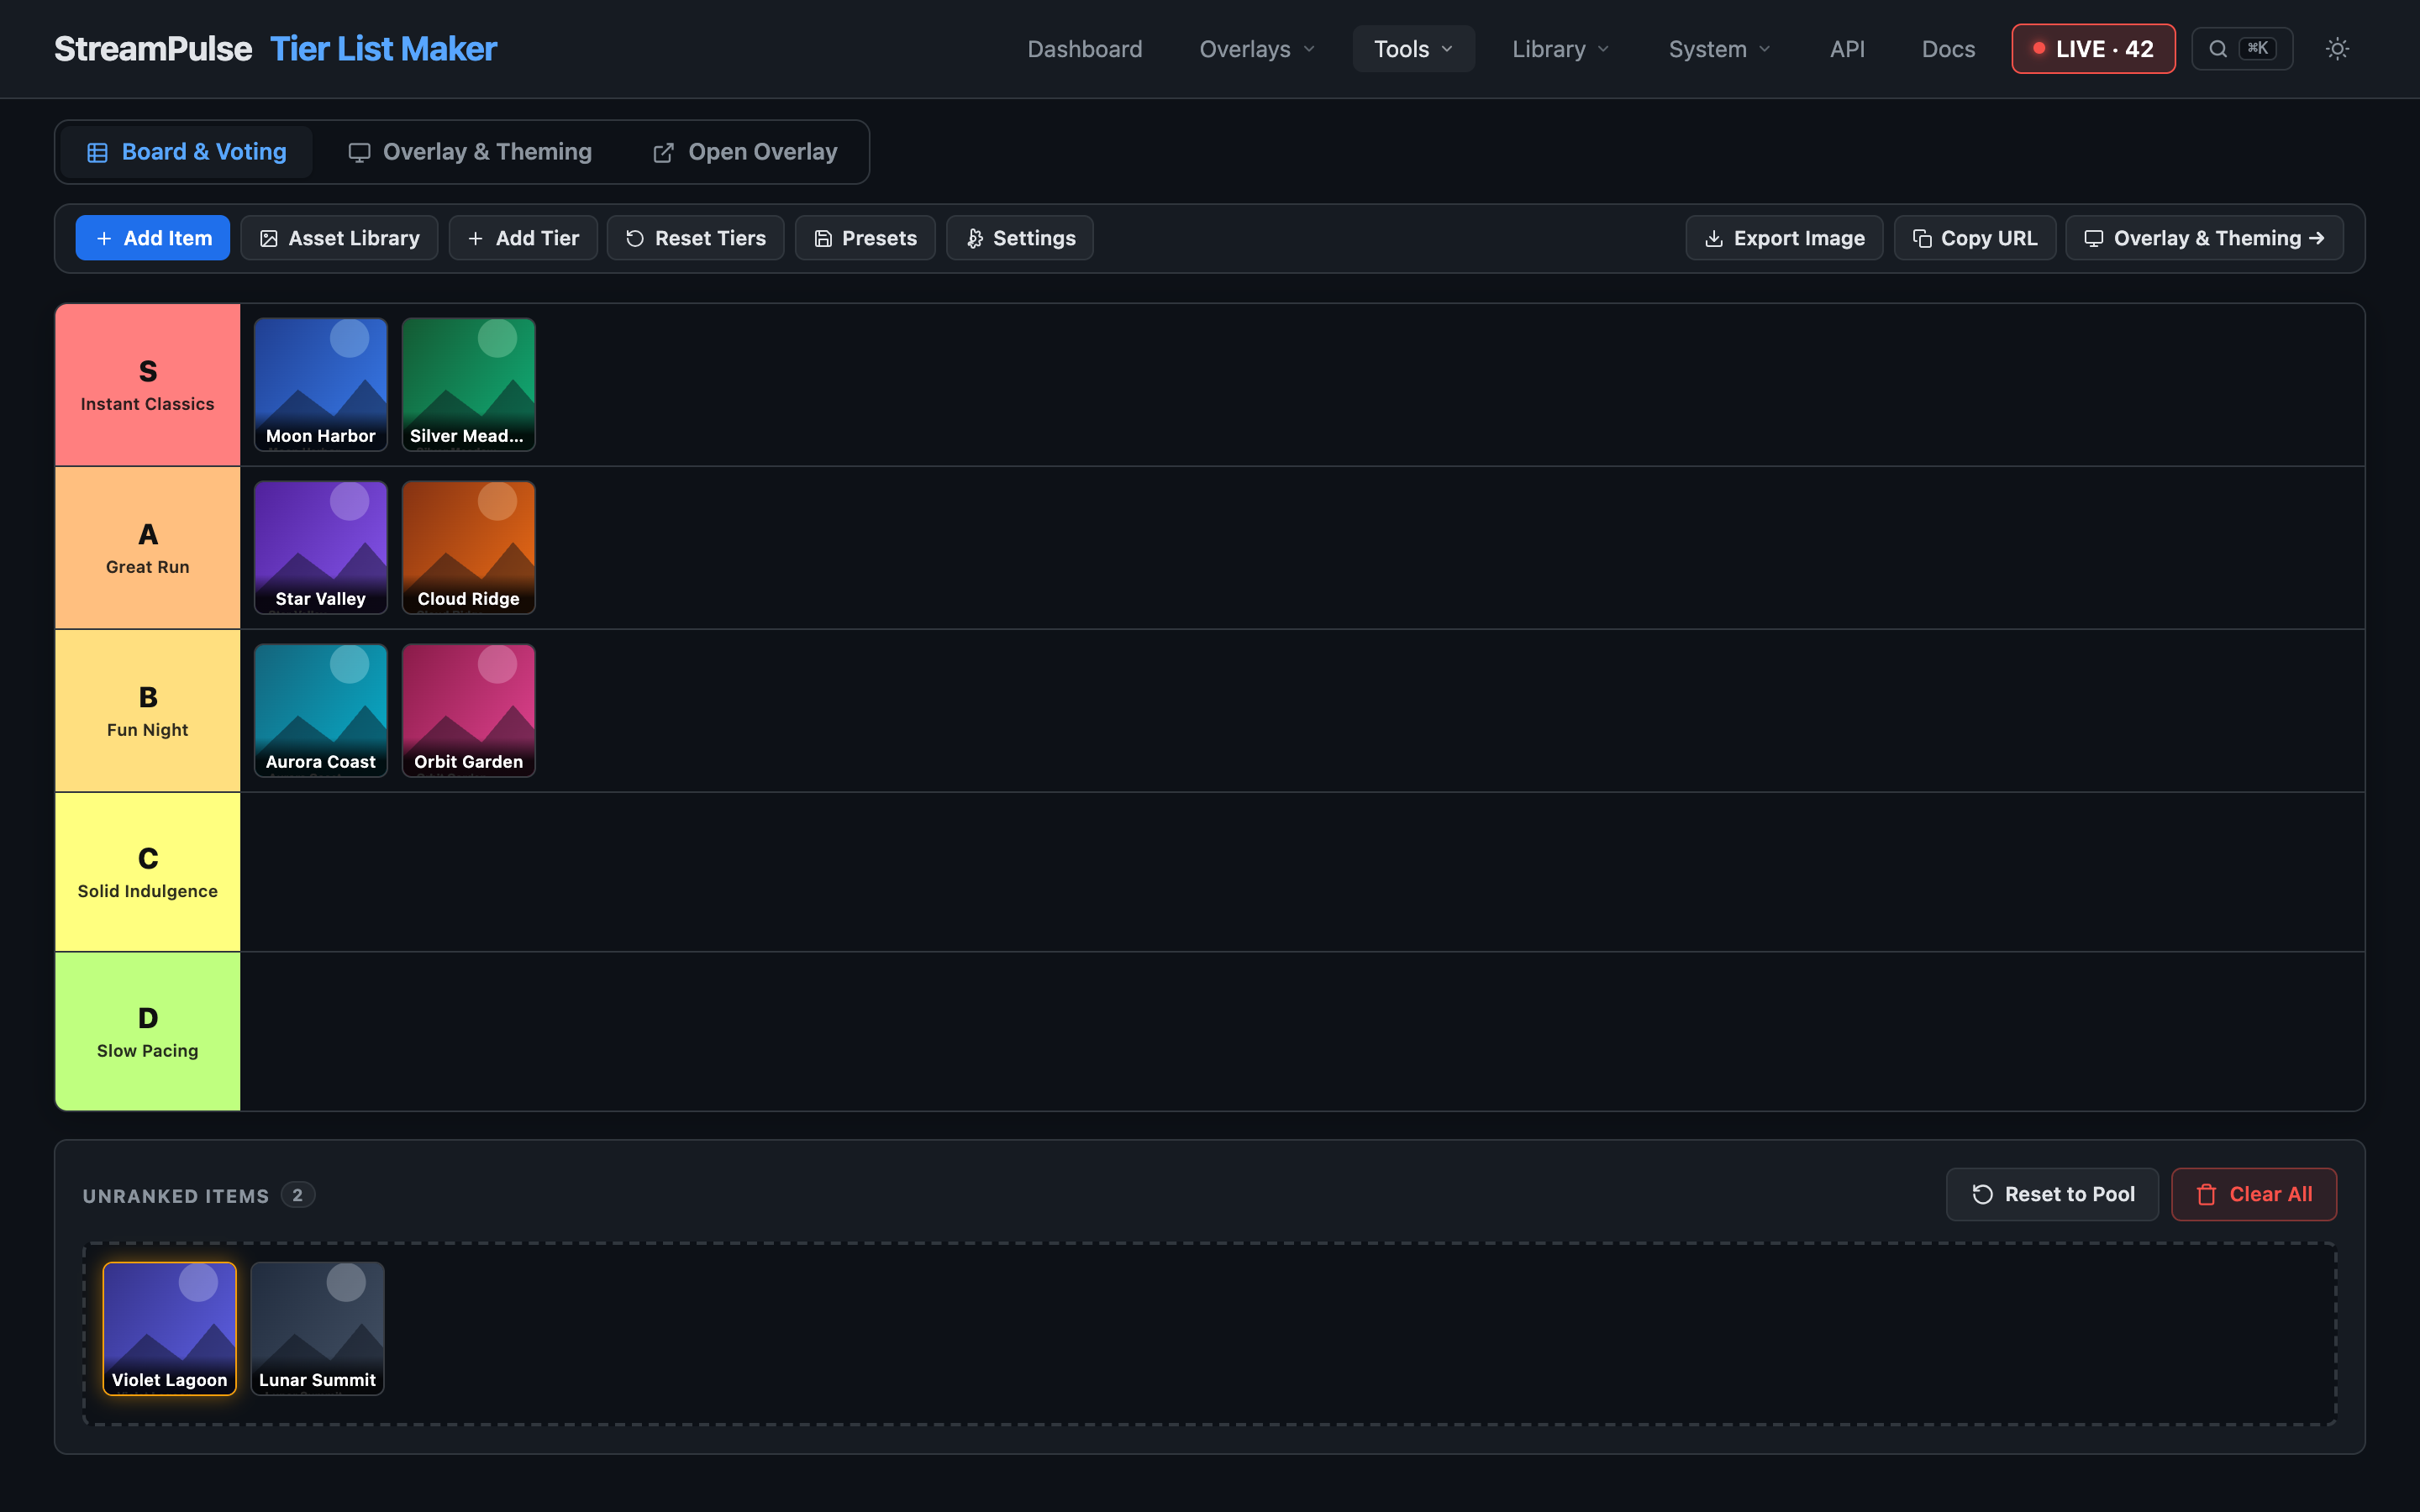 StreamPulse Tier List Maker
Dashboard Overlays Tools Library System API Docs LIVE · 42 ⌘K
Board & Voting Overlay & Theming Open Overlay
Add Item Asset Library Add Tier Reset Tiers Presets Settings Export Image Copy URL Overlay & Theming →
S
Instant Classics
Moon Harbor Silver Mead...
A
Great Run
Star Valley Cloud Ridge
B
Fun Night
Aurora Coast Orbit Garden
C
Solid Indulgence
D
Slow Pacing
UNRANKED ITEMS 2 Reset to Pool Clear All
Violet Lagoon Lunar Summit